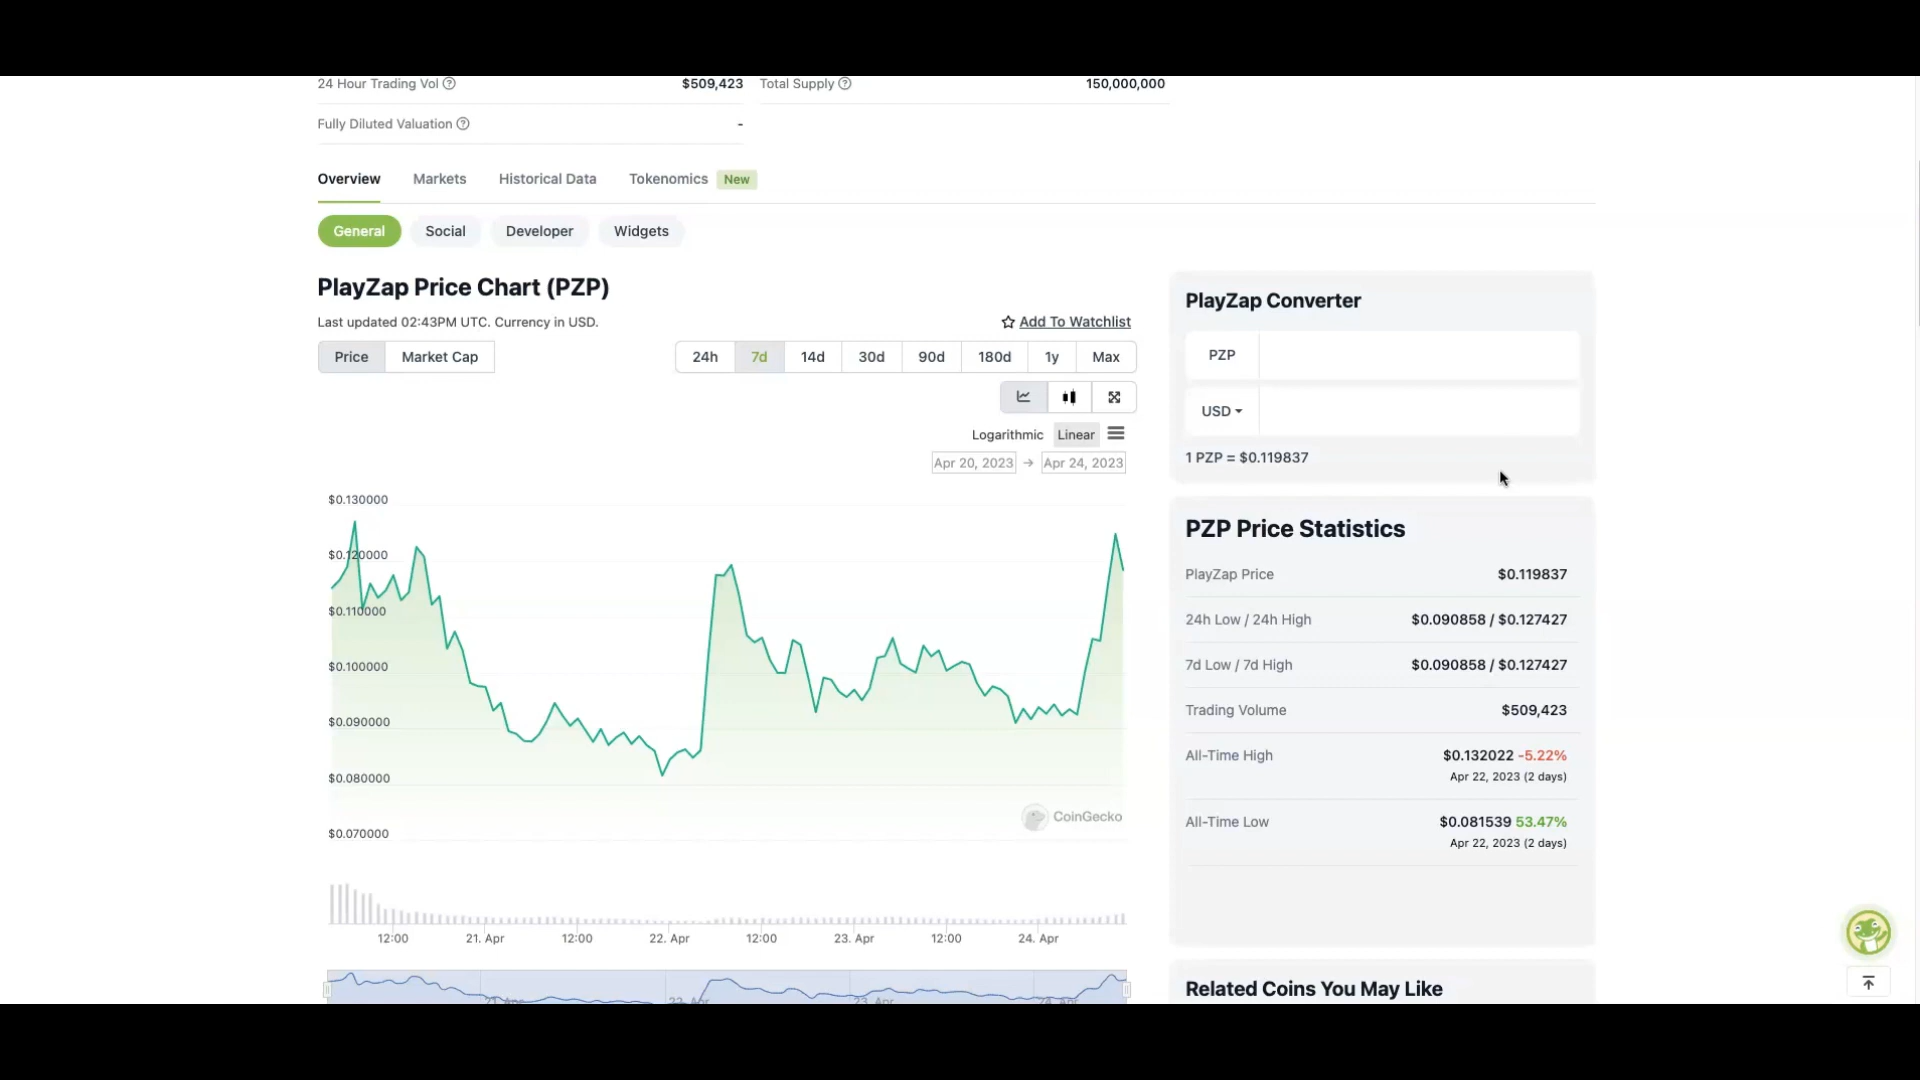 24 Hour Trading Vol $509,423 Total Supply 150,000,000
Fully Diluted Valuation -
Overview Markets Historical Data Tokenomics New
General Social Developer Widgets
PlayZap Price Chart (PZP)
Last updated 02:43PM UTC. Currency in USD.
Add To Watchlist
Price Market Cap
24h 7d 14d 30d 90d 180d 1y Max
Logarithmic Linear
Apr 20, 2023 → Apr 24, 2023
$0.130000
$0.120000
$0.110000
$0.100000
$0.090000
$0.080000
$0.070000
CoinGecko
12:00 21. Apr 12:00 22. Apr 12:00 23. Apr 12:00 24. Apr
21. Apr 22. Apr 23. Apr 24. Apr
PlayZap Converter
PZP
USD
1 PZP = $0.119837
PZP Price Statistics
PlayZap Price $0.119837
24h Low / 24h High $0.090858 / $0.127427
7d Low / 7d High $0.090858 / $0.127427
Trading Volume $509,423
All-Time High $0.132022 -5.22%
Apr 22, 2023 (2 days)
All-Time Low $0.081539 53.47%
Apr 22, 2023 (2 days)
Related Coins You May Like